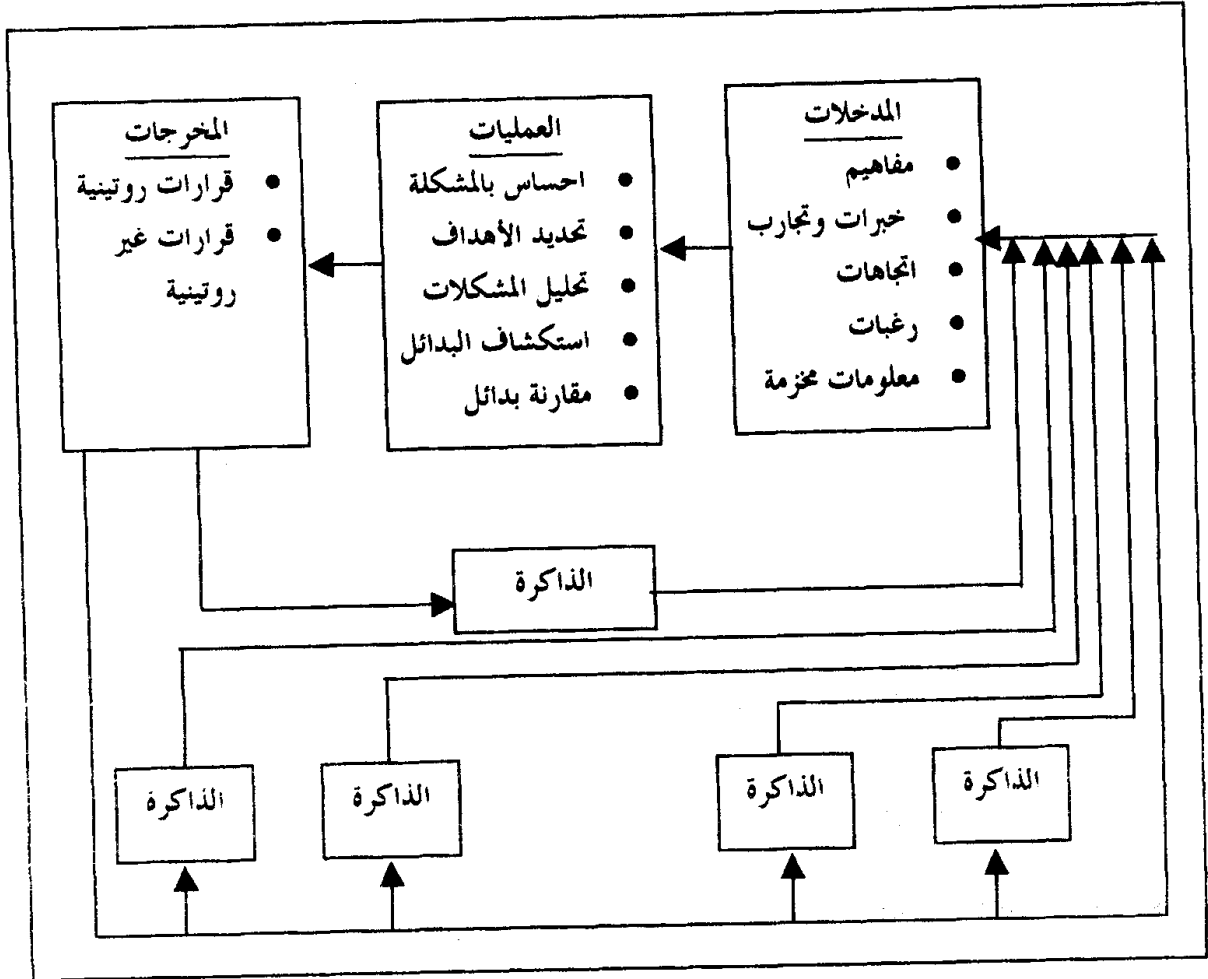 المدخلات
• مفاهيم
• خبرات وتجارب
• اتجاهات
• رغبات
• معلومات مخزمة
العمليات
• احساس بالمشكلة
• تحديد الأهداف
• تحليل المشكلات
• استكشاف البدائل
• مقارنة بدائل
المخرجات
• قرارات روتينية
• قرارات غير
روتينية
الذاكرة
الذاكرة
الذاكرة
الذاكرة
الذاكرة